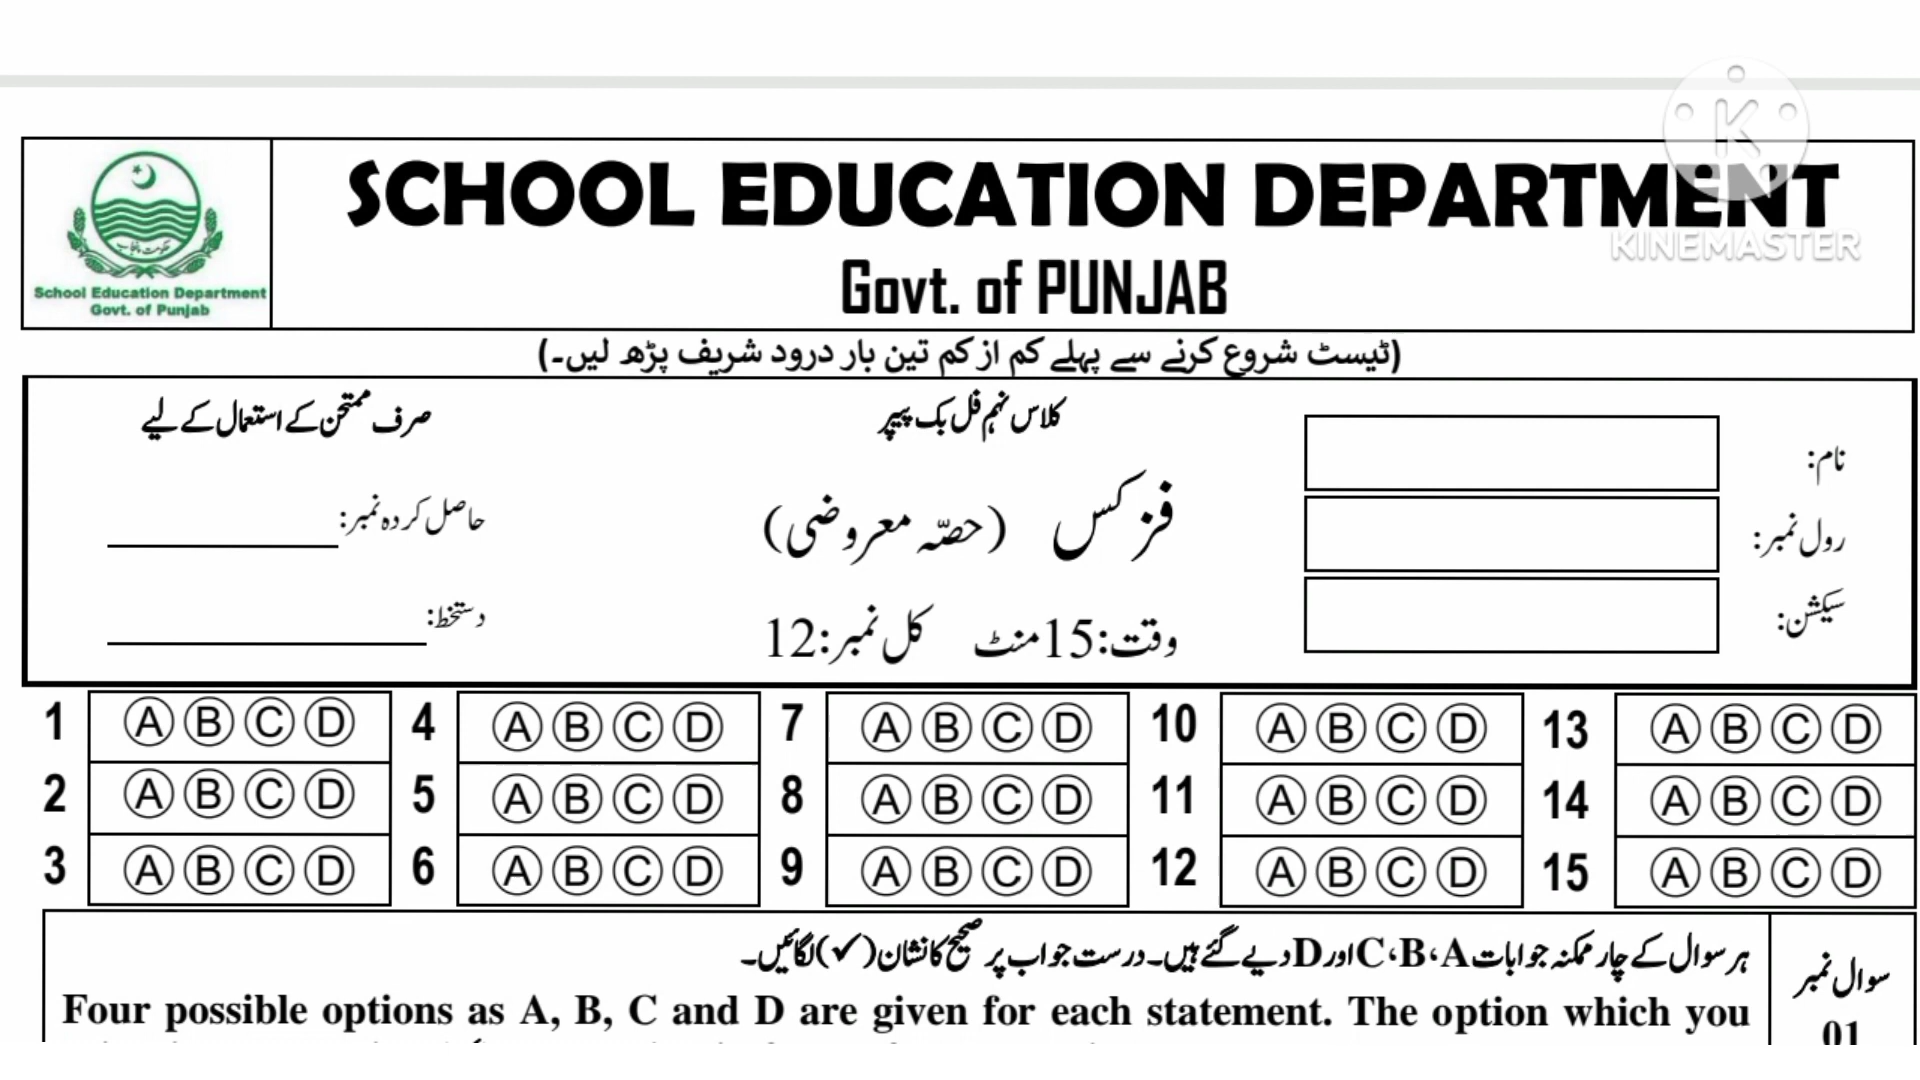 SCHOOL EDUCATION DEPARTMENT
Govt. of PUNJAB
حکومت پنجاب
School Education Department
Govt. of Punjab
KINEMASTER
(ٹیسٹ شروع کرنے سے پہلے کم از کم تین بار درود شریف پڑھ لیں۔)
نام:
رول نمبر:
سیکشن:
کلاس نہم فل بک پیپر
فزکس (حصّہ معروضی)
وقت:15منٹ کل نمبر:12
صرف ممتحن کے استعمال کے لیے
حاصل کردہ نمبر:
دستخط:
1 A B C D 4 A B C D 7 A B C D 10 A B C D 13 A B C D
2 A B C D 5 A B C D 8 A B C D 11 A B C D 14 A B C D
3 A B C D 6 A B C D 9 A B C D 12 A B C D 15 A B C D
سوال نمبر
01
ہر سوال کے چار ممکنہ جوابات C،B،A اور D دیے گئے ہیں۔ درست جواب پر صحیح کا نشان (✓) لگائیں۔
Four possible options as A, B, C and D are given for each statement. The option which you